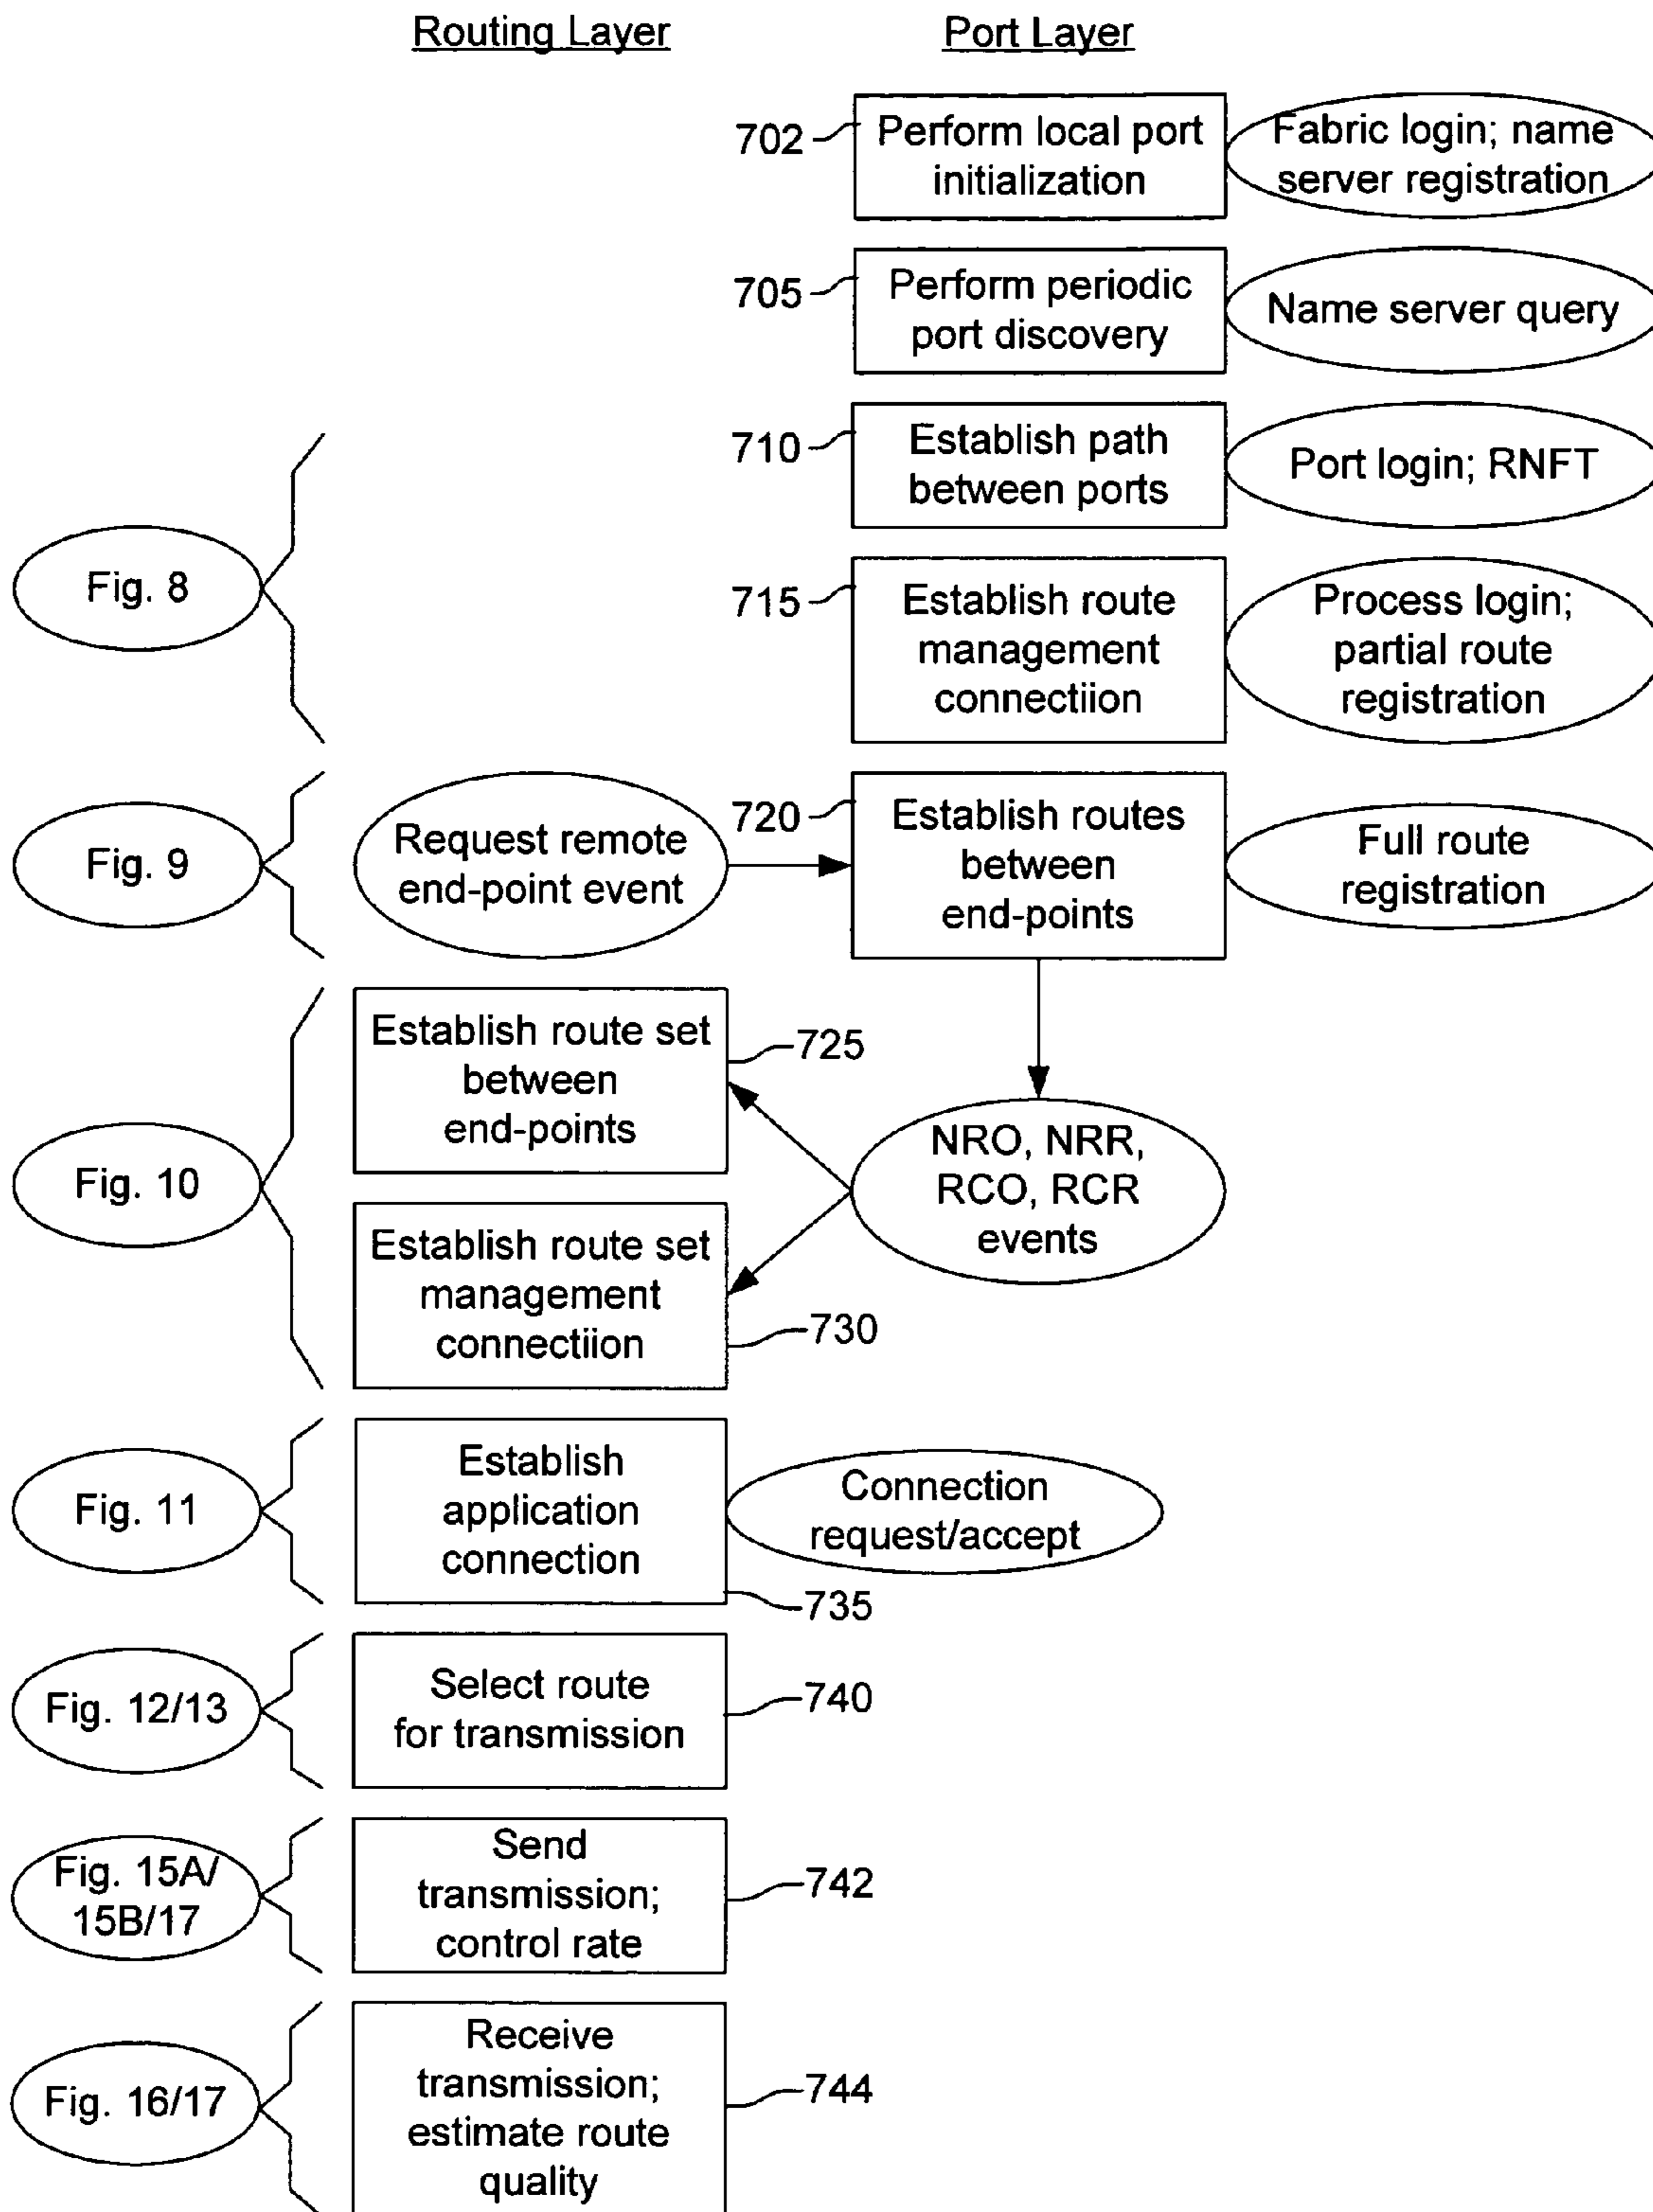 Routing Layer
Port Layer
702
Perform local port
initialization
Fabric login; name
server registration
705
Perform periodic
port discovery
Name server query
710
Establish path
between ports
Port login; RNFT
Fig. 8
715
Establish route
management
connectiion
Process login;
partial route
registration
Fig. 9
Request remote
end-point event
720
Establish routes
between
end-points
Full route
registration
Fig. 10
Establish route set
between
end-points
725
NRO, NRR,
RCO, RCR
events
Establish route set
management
connectiion
730
Fig. 11
Establish
application
connection
735
Connection
request/accept
Fig. 12/13
Select route
for transmission
740
Fig. 15A/
15B/17
Send
transmission;
control rate
742
Fig. 16/17
Receive
transmission;
estimate route
quality
744